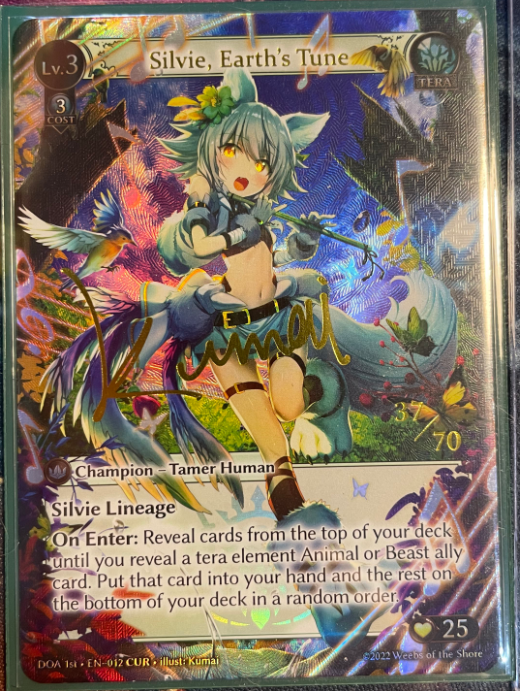 Lv.3
Silvie, Earth's Tune
TERA
3
COST
Kumai
37
70
Champion – Tamer Human
Silvie Lineage
On Enter: Reveal cards from the top of your deck
until you reveal a tera element Animal or Beast ally
card. Put that card into your hand and the rest on
the bottom of your deck in a random order.
25
DOA 1st • EN-012 CUR • illust: Kumai
©2022 Weebs of the Shore